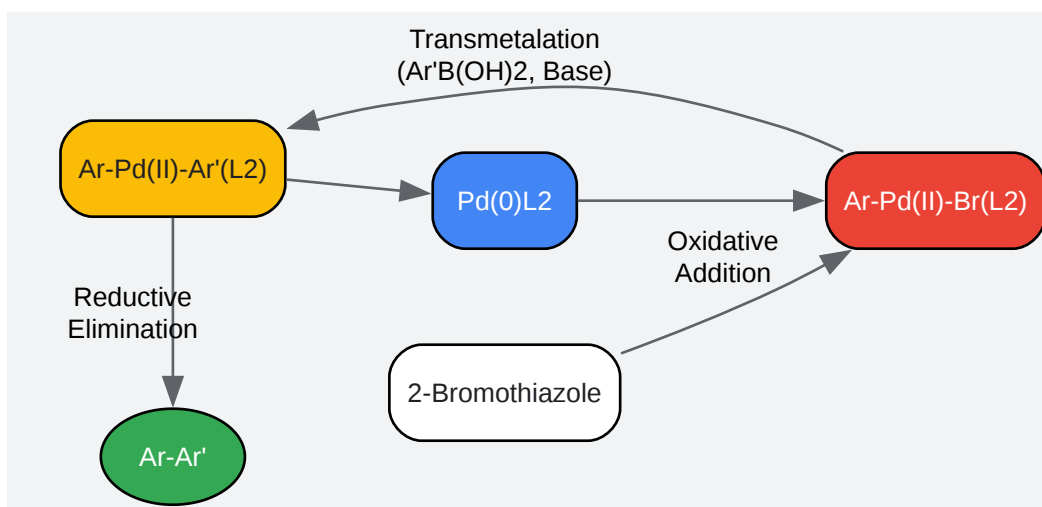 Transmetalation
(Ar'B(OH)2, Base)
Ar-Pd(II)-Ar'(L2)
Pd(0)L2
Ar-Pd(II)-Br(L2)
Oxidative
Addition
Reductive
Elimination
2-Bromothiazole
Ar-Ar'